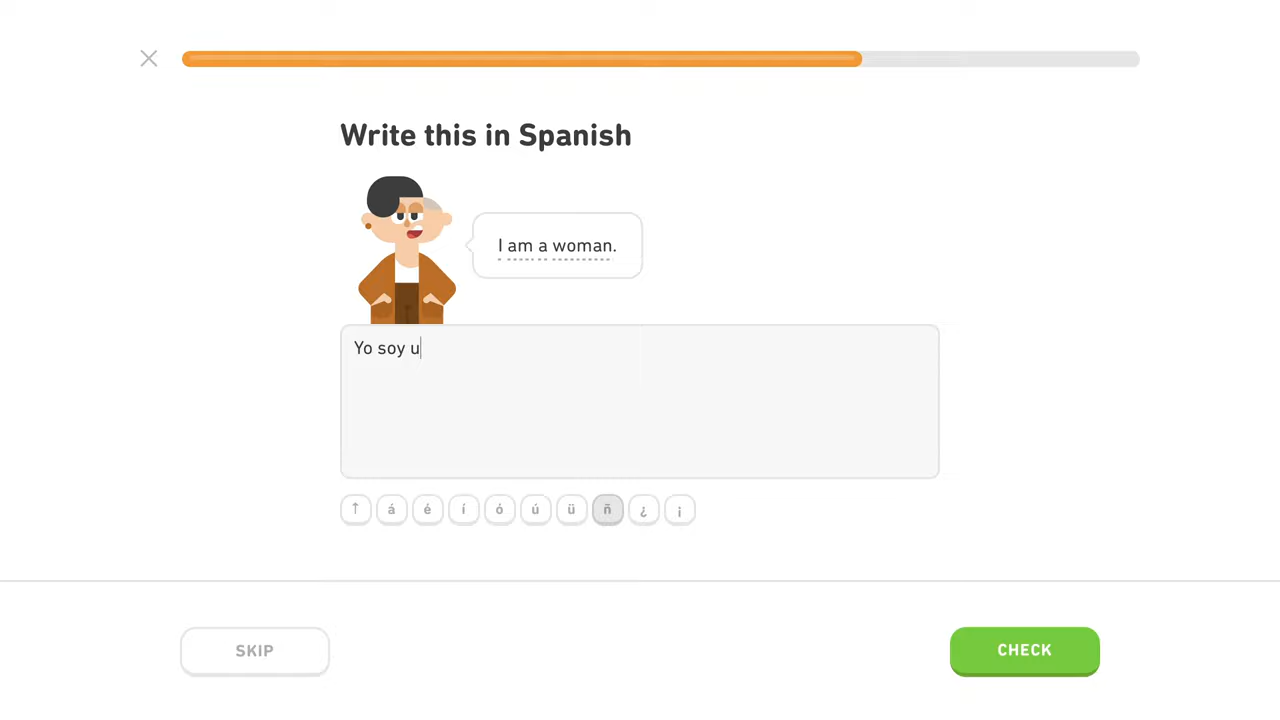 Write this in Spanish
I am a woman.
Yo soy u
↑ á é í ó ú ü ñ ¿ ¡
SKIP
CHECK